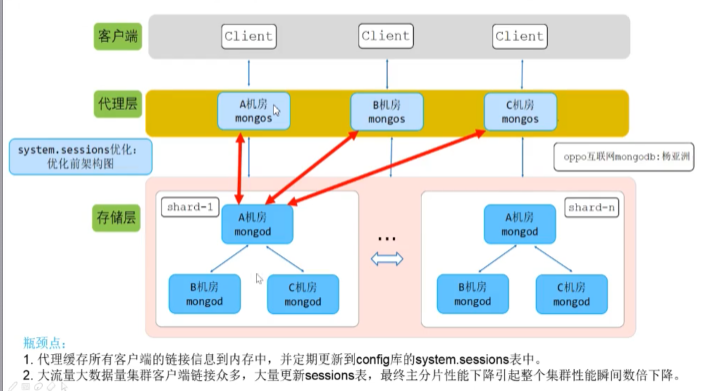 客户端
Client
Client
Client
代理层
A机房
mongos
B机房
mongos
C机房
mongos
system.sessions优化：
优化前架构图
oppo互联网mongodb:杨亚洲
存储层
shard-1
A机房
mongod
B机房
mongod
C机房
mongod
...
shard-n
A机房
mongod
B机房
mongod
C机房
mongod
瓶颈点：
1. 代理缓存所有客户端的链接信息到内存中，并定期更新到config库的system.sessions表中。
2. 大流量大数据量集群客户端链接众多，大量更新sessions表，最终主分片性能下降引起整个集群性能瞬间数倍下降。